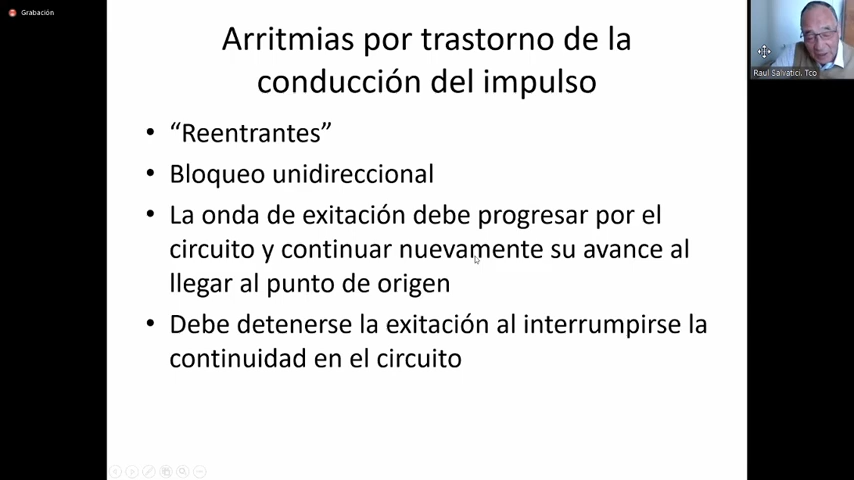 Grabación
Arritmias por trastorno de la
conducción del impulso
• “Reentrantes”
• Bloqueo unidireccional
• La onda de exitación debe progresar por el
circuito y continuar nuevamente su avance al
llegar al punto de origen
• Debe detenerse la exitación al interrumpirse la
continuidad en el circuito
Raul Salvatici, Tco